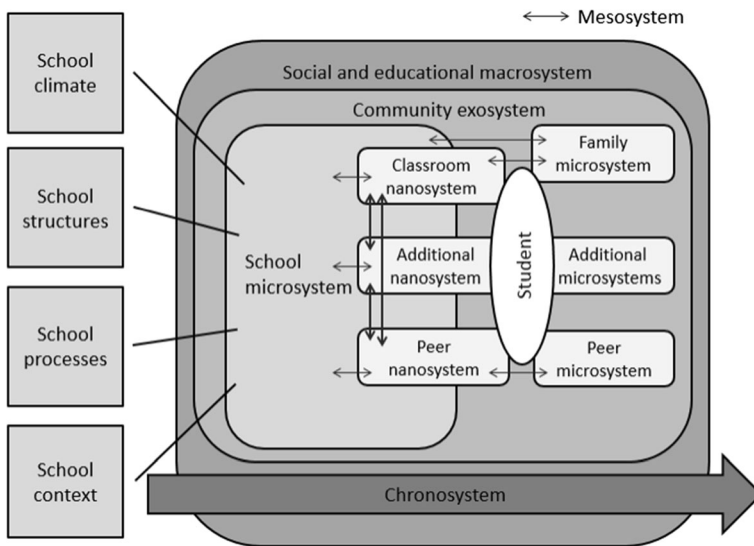 Mesosystem
School
climate
School
structures
School
processes
School
context
Social and educational macrosystem
Community exosystem
School
microsystem
Classroom
nanosystem
Family
microsystem
Additional
nanosystem
Student
Additional
microsystems
Peer
nanosystem
Peer
microsystem
Chronosystem